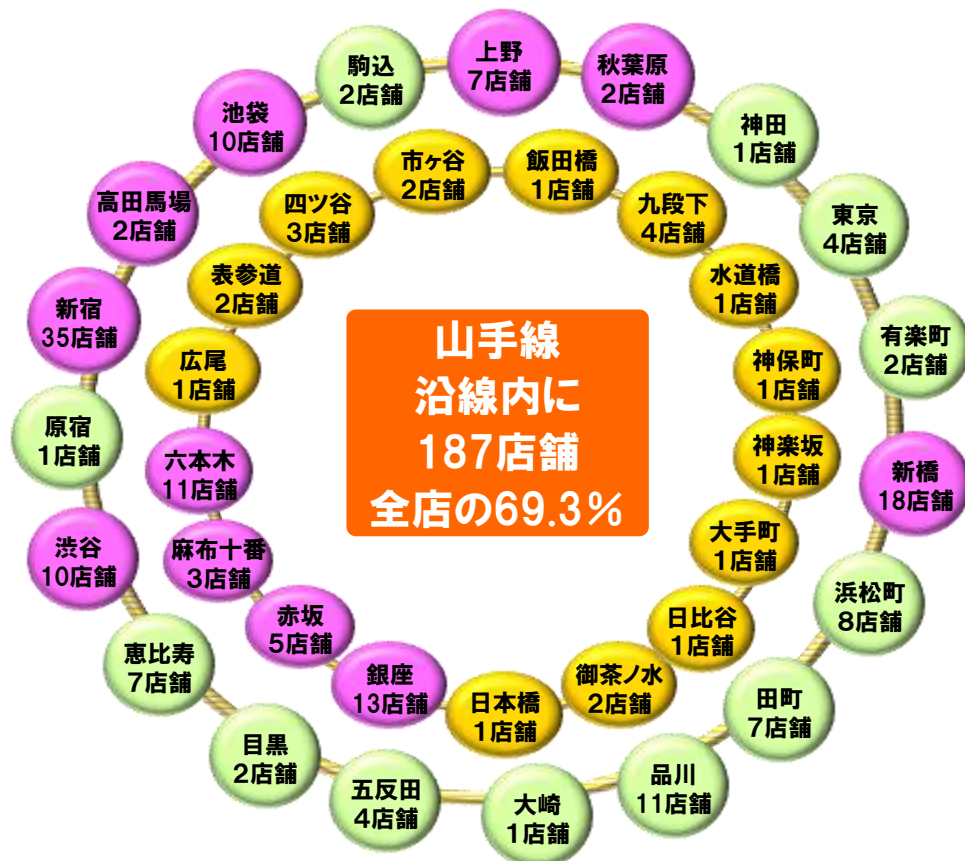 駒込
2店舗
上野
7店舗
秋葉原
2店舗
神田
1店舗
東京
4店舗
有楽町
2店舗
新橋
18店舗
浜松町
8店舗
田町
7店舗
品川
11店舗
大崎
1店舗
五反田
4店舗
目黒
2店舗
恵比寿
7店舗
渋谷
10店舗
原宿
1店舗
新宿
35店舗
高田馬場
2店舗
池袋
10店舗
市ヶ谷
2店舗
飯田橋
1店舗
九段下
4店舗
水道橋
1店舗
神保町
1店舗
神楽坂
1店舗
大手町
1店舗
日比谷
1店舗
御茶ノ水
2店舗
日本橋
1店舗
銀座
13店舗
赤坂
5店舗
麻布十番
3店舗
六本木
11店舗
広尾
1店舗
表参道
2店舗
四ツ谷
3店舗
山手線
沿線内に
187店舗
全店の69.3%